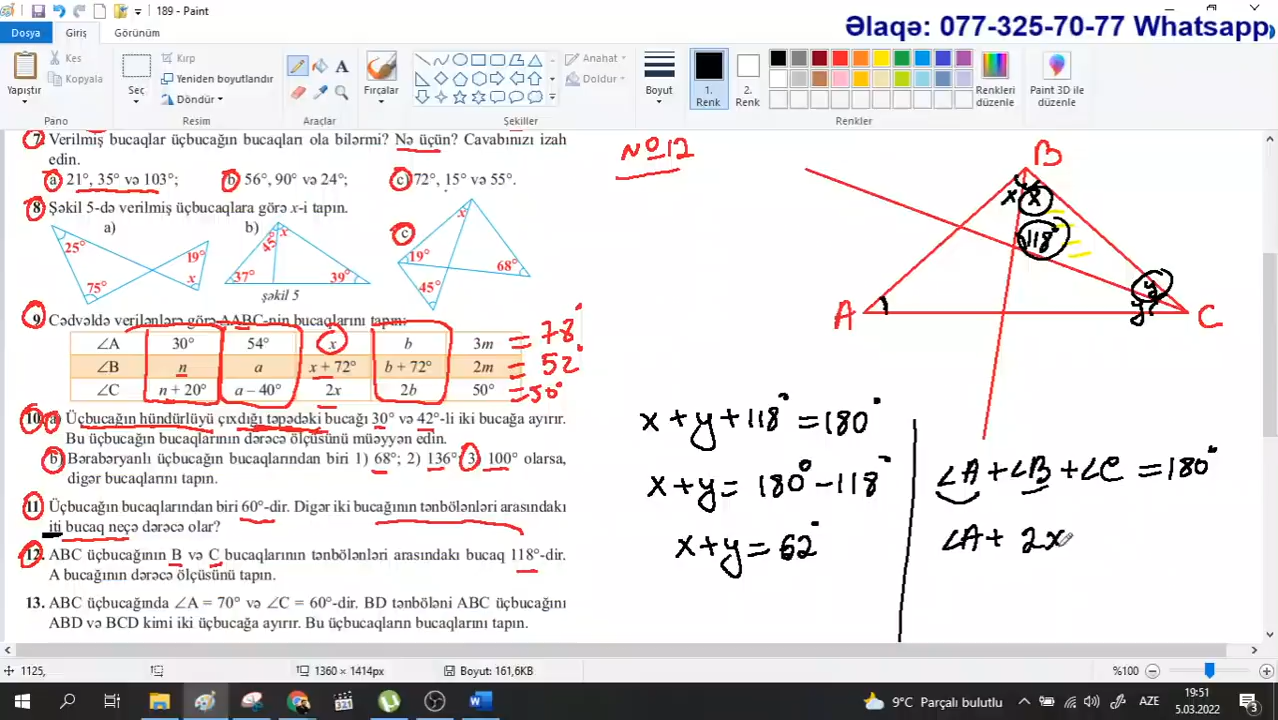 189 - Paint
Əlaqə: 077-325-70-77 Whatsapp
Dosya
Giriş
Görünüm
Yapıştır
Kes
Kopyala
Pano
Seç
Kırp
Yeniden boyutlandır
Döndür
Resim
A
Araçlar
Fırçalar
Şekiller
Anahat
Doldur
Boyut
1. Renk
2. Renk
Renkleri düzenle
Renkler
Paint 3D ile düzenle
7. Verilmiş bucaqlar üçbucağın bucaqları ola bilərmi? Nə üçün? Cavabınızı izah
edin.
a) 21°, 35° və 103°; b) 56°, 90° və 24°; c) 72°, 15° və 55°.
8. Şəkil 5-də verilmiş üçbucaqlara görə x-i tapın.
a) b) c
25° 75° 19° x
45° x 37° 39°
x 19° 68° 45°
şəkil 5
9. Cədvəldə verilənlərə görə ΔABC-nin bucaqlarını tapın:
∠A 30° 54° x b 3m = 78°
∠B n a x + 72° b + 72° 2m = 52°
∠C n + 20° a – 40° 2x 2b 50° = 50°
10. a) Üçbucağın hündürlüyü çıxdığı təpədəki bucağı 30° və 42°-li iki bucağa ayırır.
Bu üçbucağın bucaqlarının dərəcə ölçüsünü müəyyən edin.
b) Bərabəryanlı üçbucağın bucaqlarından biri 1) 68°; 2) 136°; 3) 100° olarsa,
digər bucaqlarını tapın.
11. Üçbucağın bucaqlarından biri 60°-dir. Digər iki bucağının tənbölənləri arasındakı
iti bucaq neçə dərəcə olar?
12. ABC üçbucağının B və C bucaqlarının tənbölənləri arasındakı bucaq 118°-dir.
A bucağının dərəcə ölçüsünü tapın.
13. ABC üçbucağında ∠A = 70° və ∠C = 60°-dir. BD tənböləni ABC üçbucağını
ABD və BCD kimi iki üçbucağa ayırır. Bu üçbucaqların bucaqlarını tapın.
№12
B
x x
118°
y
y
A
C
x + y + 118° = 180°
x + y = 180° - 118°
x + y = 62°
∠A + ∠B + ∠C = 180°
∠A + 2x
1125,
1360 × 1414px
Boyut: 161,6KB
%100
9°C Parçalı bulutlu
AZE
19:51
5.03.2022
3